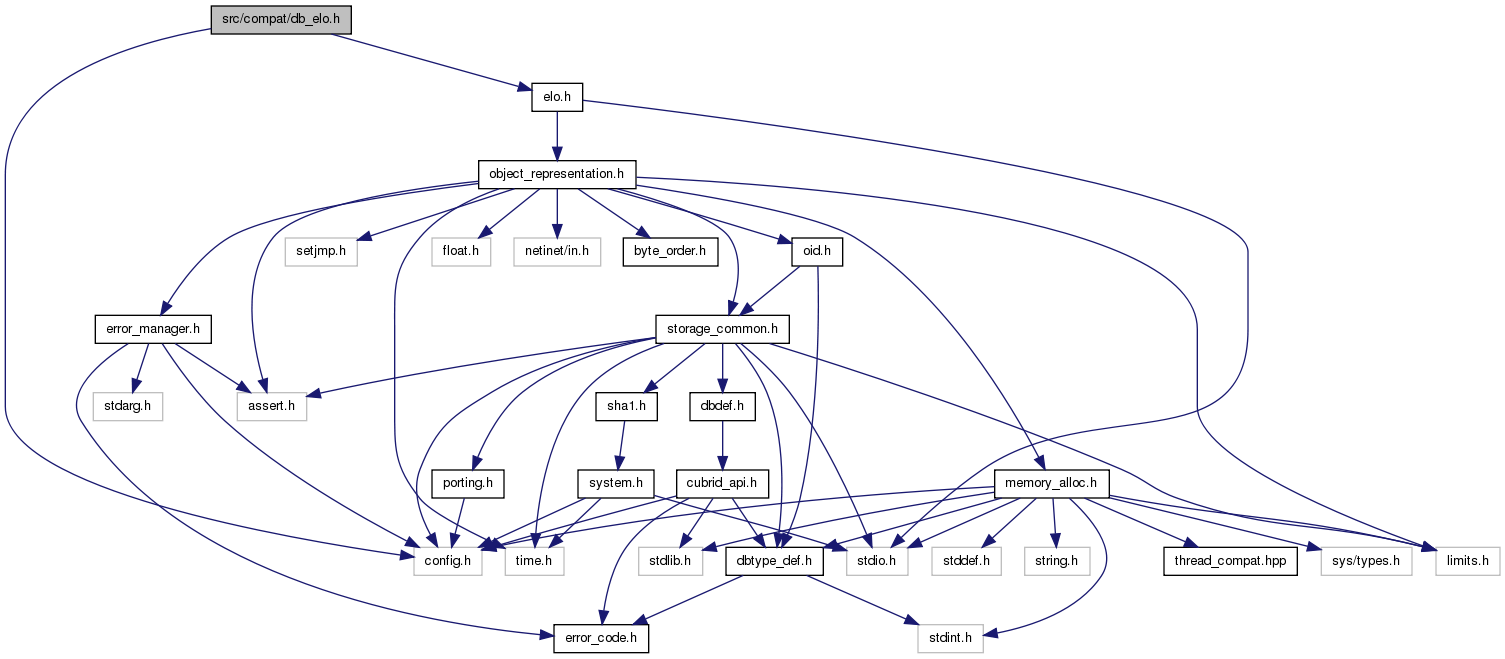 src/compat/db_elo.h
elo.h
object_representation.h
setjmp.h
float.h
netinet/in.h
byte_order.h
oid.h
error_manager.h
storage_common.h
stdarg.h
assert.h
sha1.h
dbdef.h
porting.h
system.h
cubrid_api.h
memory_alloc.h
config.h
time.h
stdlib.h
dbtype_def.h
stdio.h
stddef.h
string.h
thread_compat.hpp
sys/types.h
limits.h
error_code.h
stdint.h